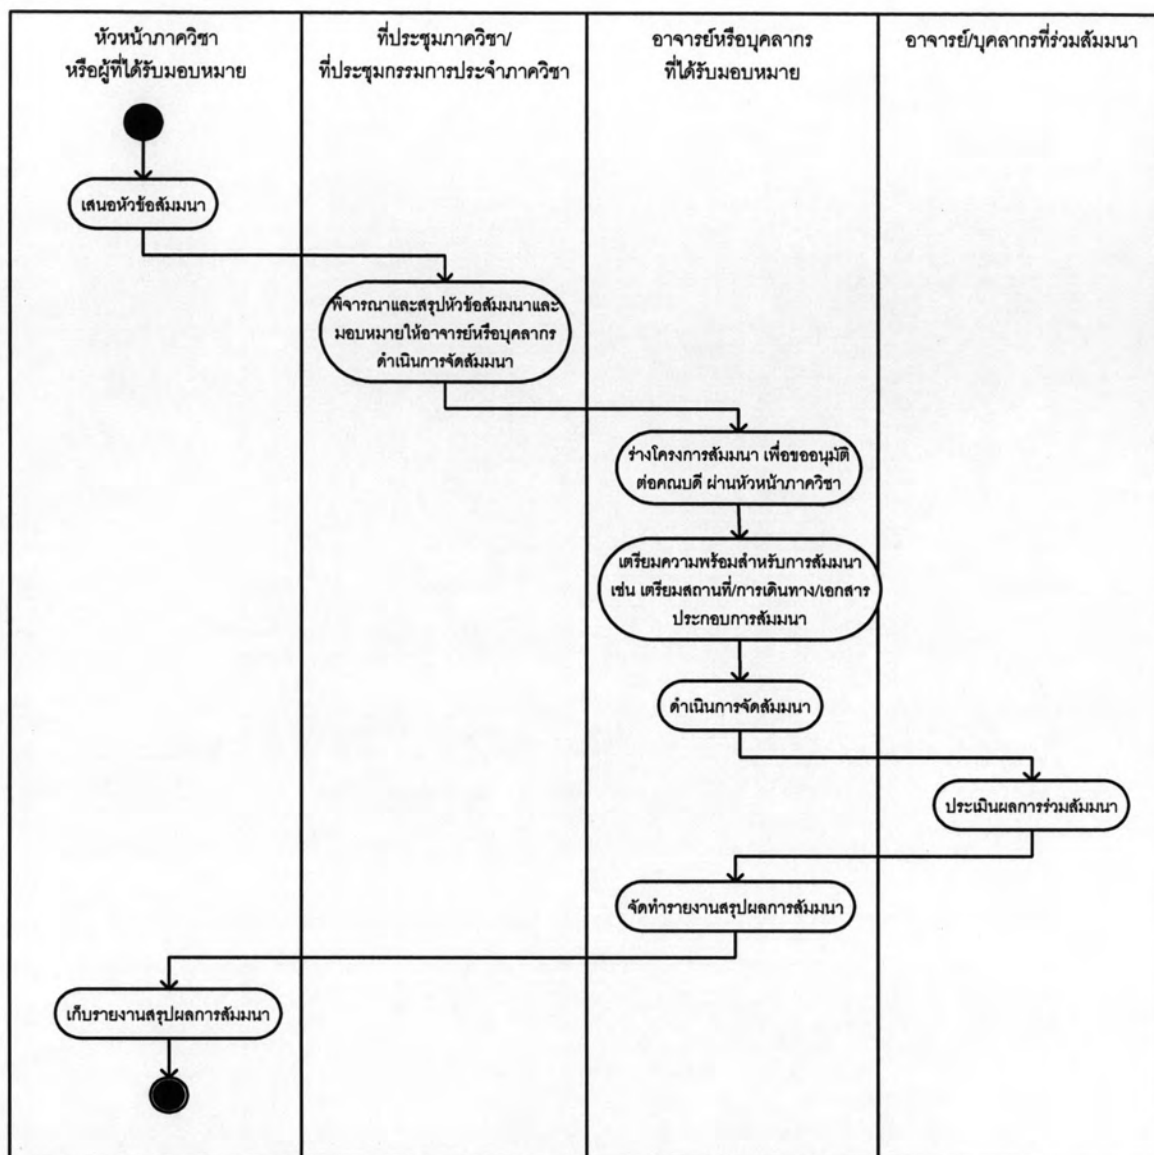 หัวหน้าภาควิชา
หรือผู้ที่ได้รับมอบหมาย
ที่ประชุมภาควิชา/
ที่ประชุมกรรมการประจำภาควิชา
อาจารย์หรือบุคลากร
ที่ได้รับมอบหมาย
อาจารย์/บุคลากรที่ร่วมสัมมนา
เสนอหัวข้อสัมมนา
พิจารณาและสรุปหัวข้อสัมมนาและ
มอบหมายให้อาจารย์หรือบุคลากร
ดำเนินการจัดสัมมนา
ร่างโครงการสัมมนา เพื่อขออนุมัติ
ต่อคณบดี ผ่านหัวหน้าภาควิชา
เตรียมความพร้อมสำหรับการสัมมนา
เช่น เตรียมสถานที่/การเดินทาง/เอกสาร
ประกอบการสัมมนา
ดำเนินการจัดสัมมนา
ประเมินผลการร่วมสัมมนา
จัดทำรายงานสรุปผลการสัมมนา
เก็บรายงานสรุปผลการสัมมนา